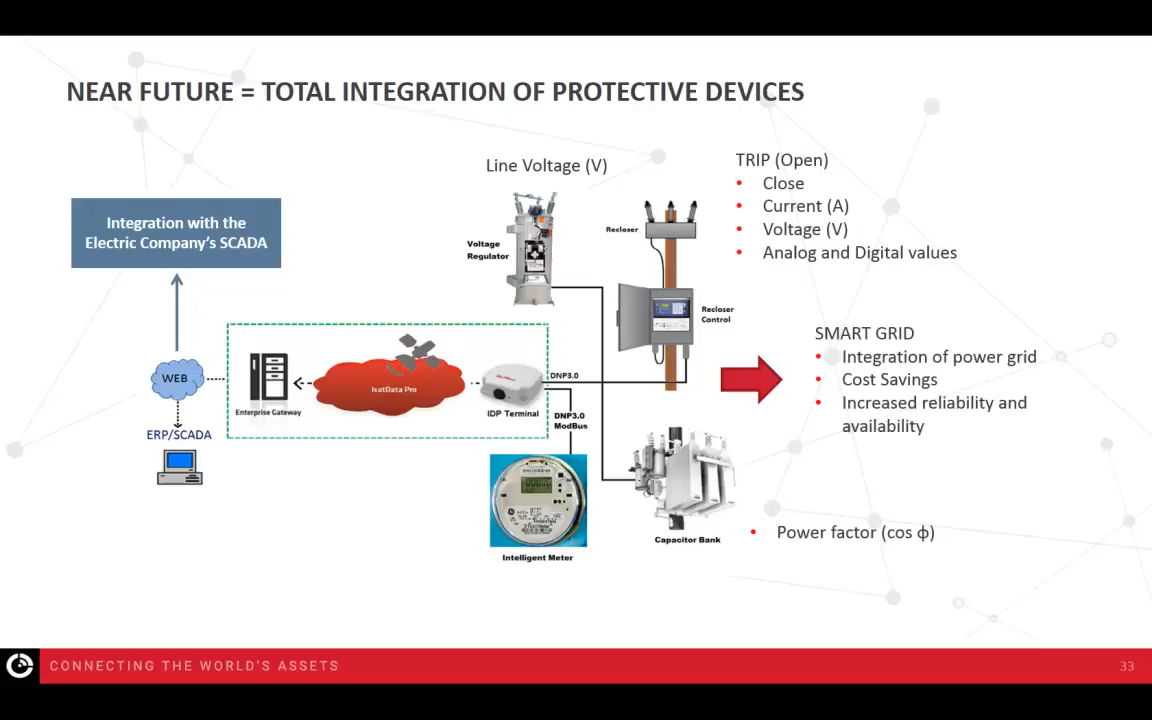 NEAR FUTURE = TOTAL INTEGRATION OF PROTECTIVE DEVICES
Line Voltage (V)
TRIP (Open)
• Close
• Current (A)
• Voltage (V)
• Analog and Digital values
Integration with the
Electric Company's SCADA
Voltage
Regulator
Recloser
Recloser
Control
SMART GRID
• Integration of power grid
• Cost Savings
• Increased reliability and
availability
WEB
ERP/SCADA
Enterprise Gateway
IsatData Pro
IDP Terminal
DNP3.0
DNP3.0
ModBus
Intelligent Meter
Capacitor Bank
• Power factor (cos ϕ)
CONNECTING THE WORLD'S ASSETS
33